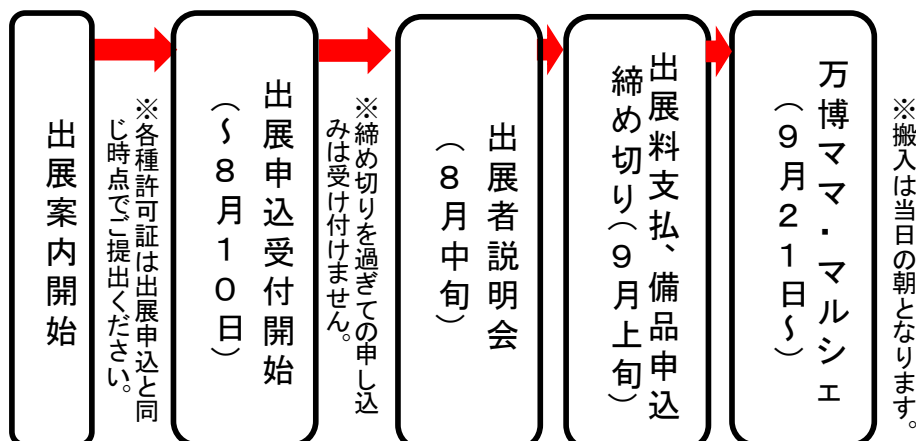 出展案内開始
※各種許可証は出展申込と同
じ時点でご提出ください。
出展申込受付開始
（～８月１０日）
※締め切りを過ぎての申し込
みは受け付けません。
出展者説明会
（８月中旬）
出展料支払、備品申込
締め切り（９月上旬）
万博ママ・マルシェ
（９月２１日～）
※搬入は当日の朝となります。